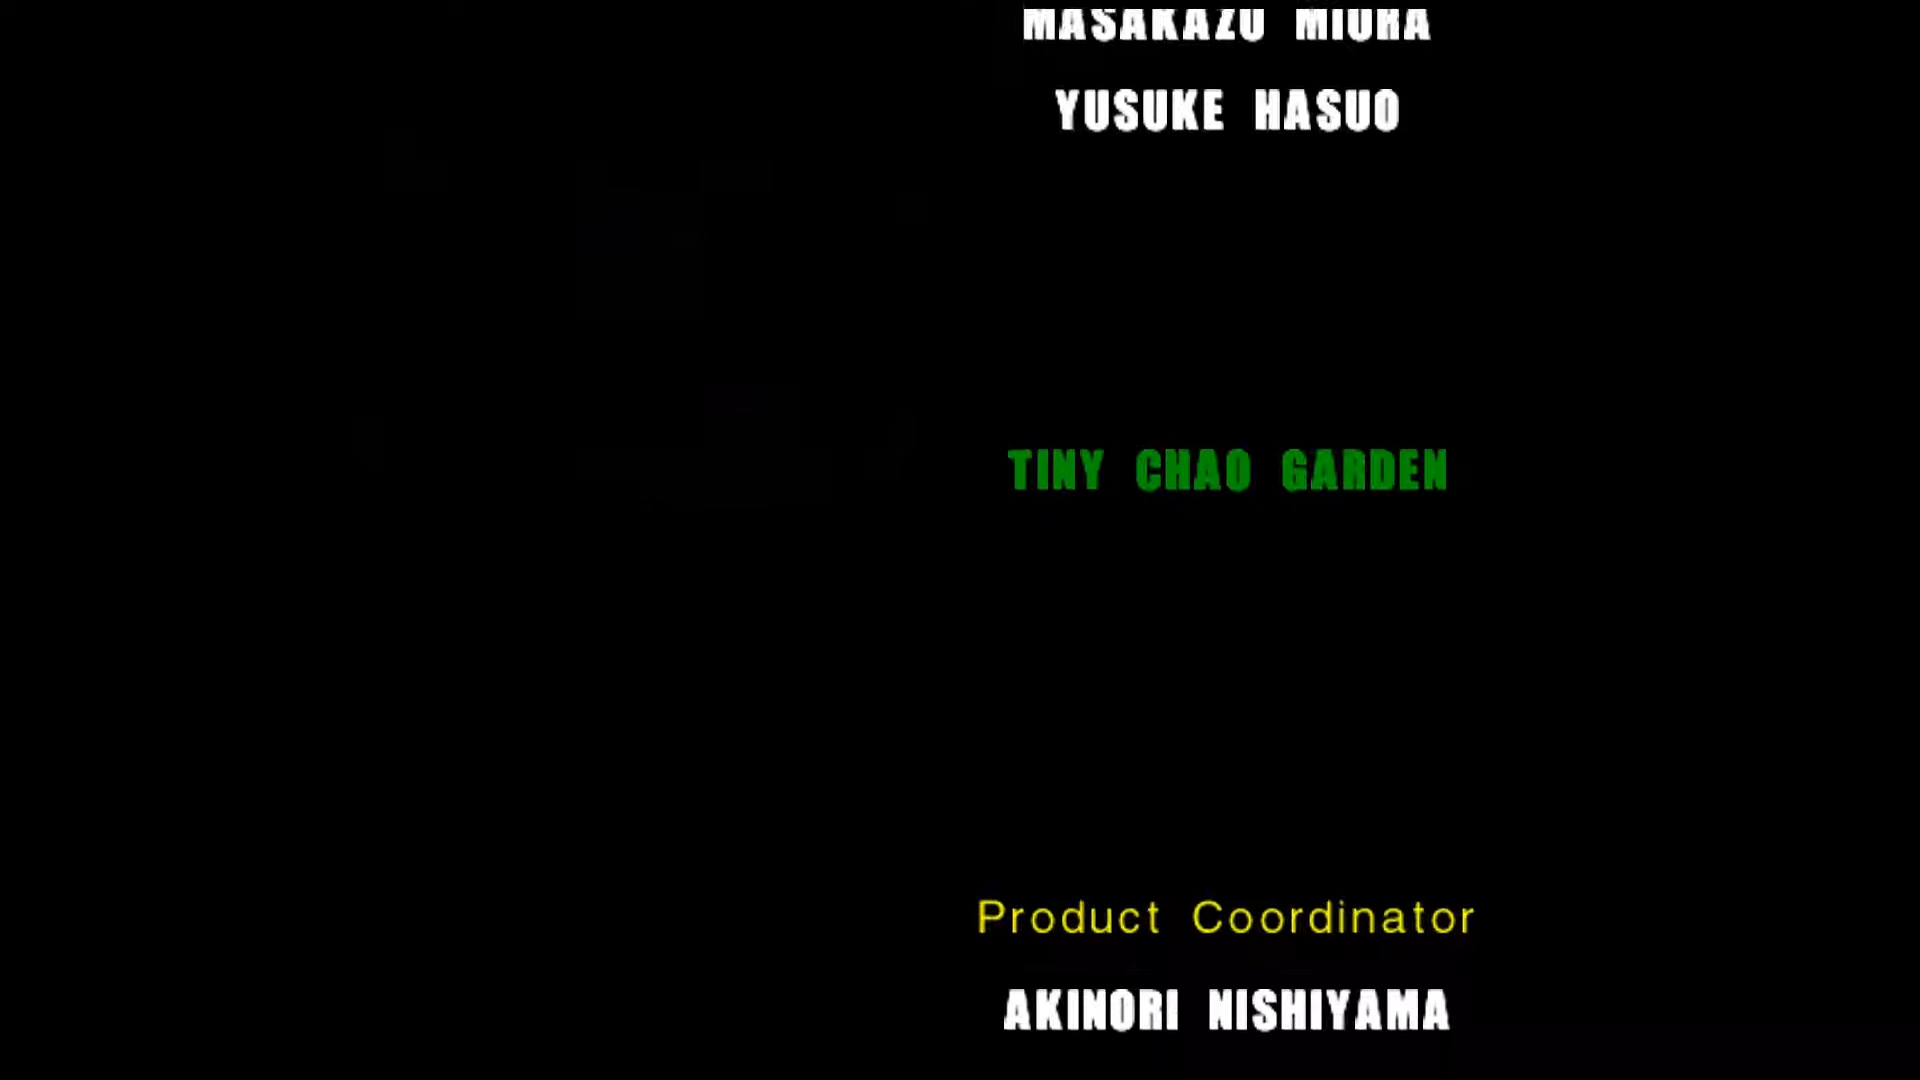 MASAKAZU MIURA
YUSUKE HASUO
TINY CHAO GARDEN
Product Coordinator
AKINORI NISHIYAMA